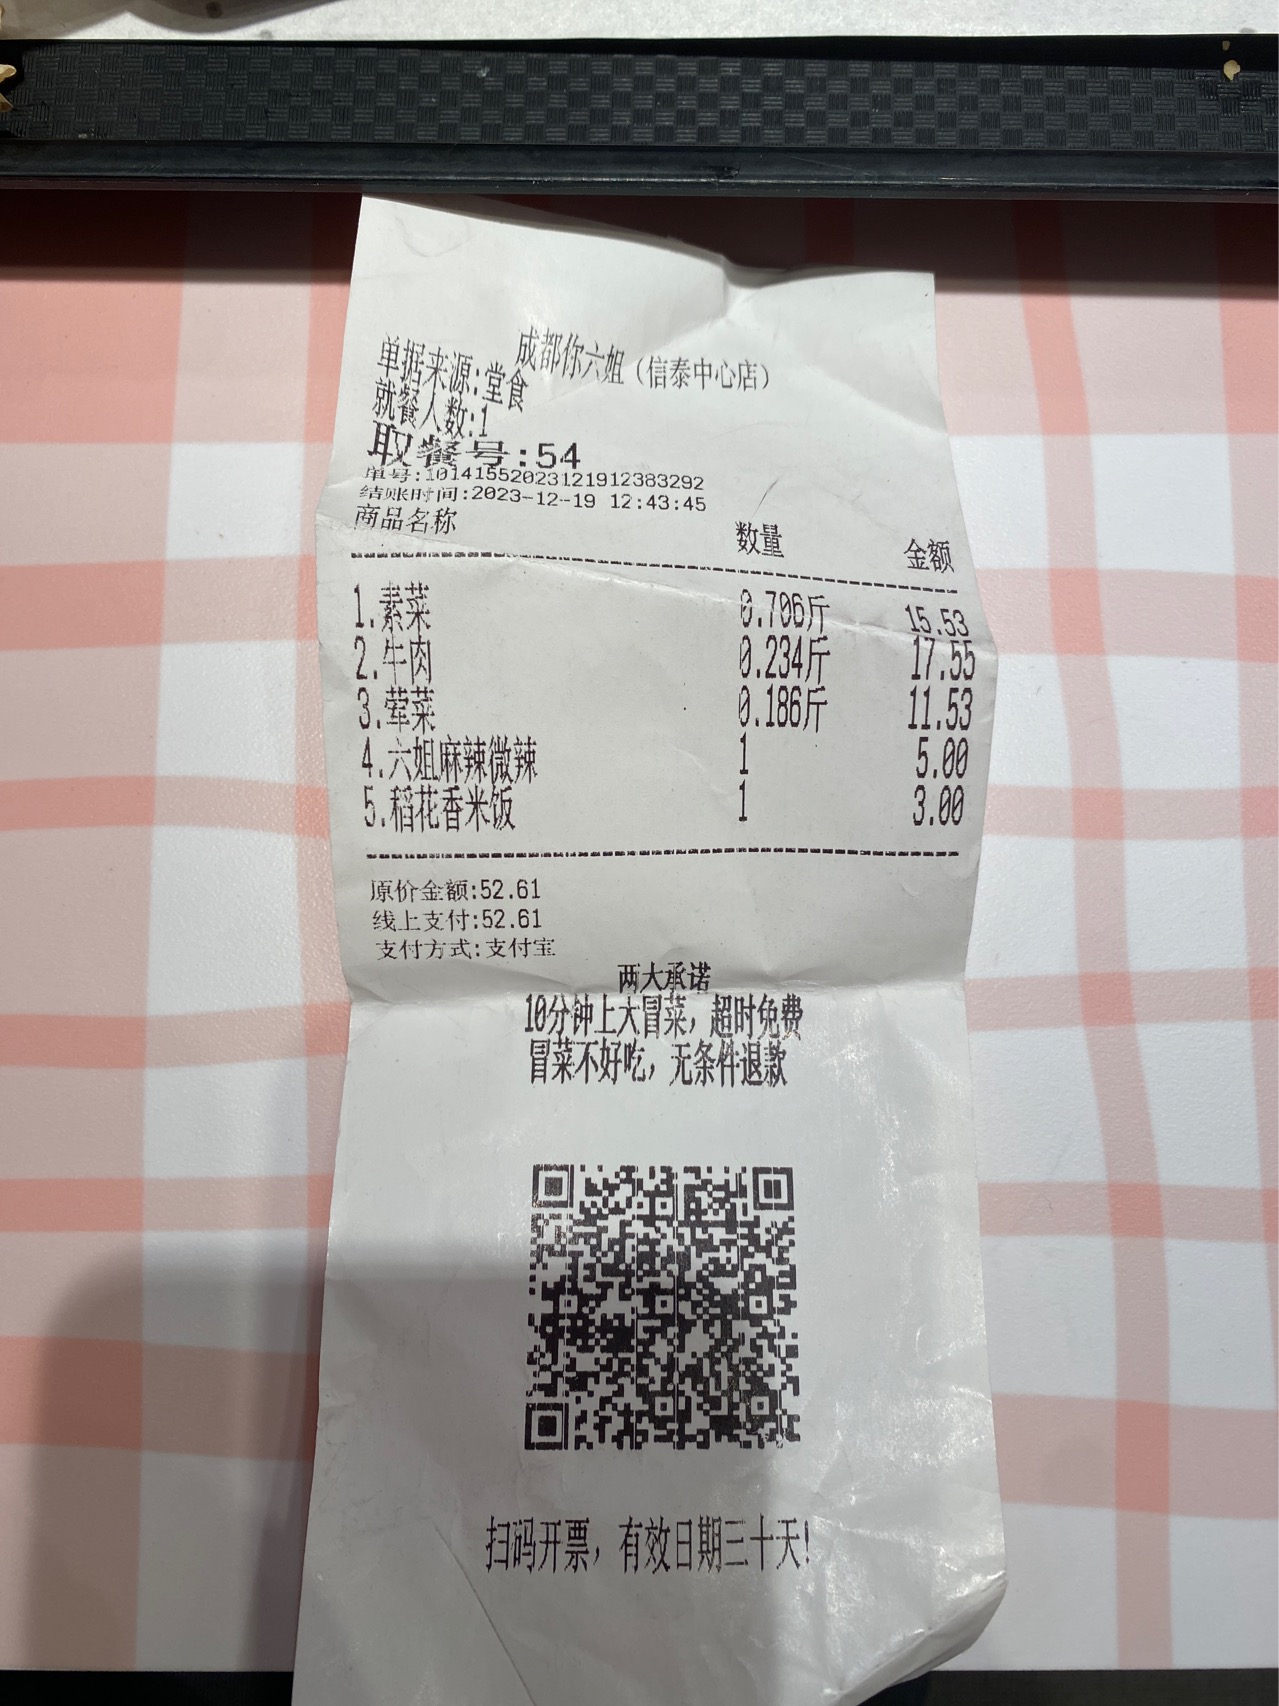 成都你六姐（信泰中心店）
单据来源:堂食
就餐人数:1
取餐号:54
单号:10141552023121912383292
结账时间:2023-12-19 12:43:45
商品名称 数量 金额
1.素菜 0.706斤 15.53
2.牛肉 0.234斤 17.55
3.荤菜 0.186斤 11.53
4.六姐麻辣微辣 1 5.00
5.稻花香米饭 1 3.00
原价金额:52.61
线上支付:52.61
支付方式:支付宝
两大承诺
10分钟上大冒菜，超时免费
冒菜不好吃，无条件退款
扫码开票，有效日期三十天!